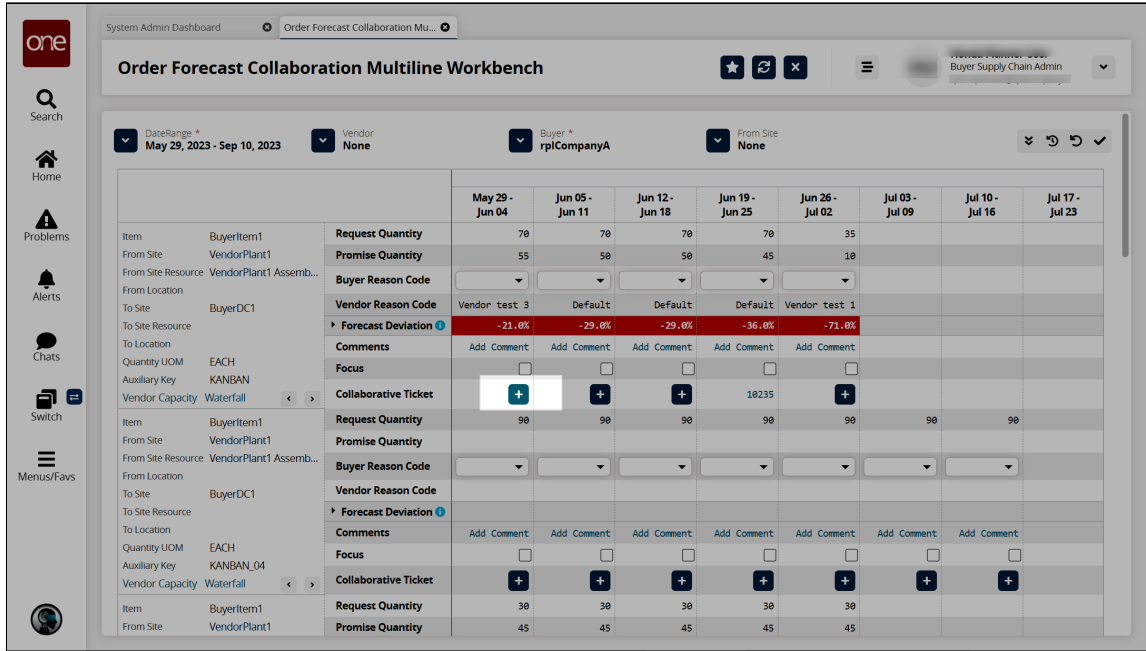 System Admin Dashboard
Order Forecast Collaboration Mu...
one
Order Forecast Collaboration Multiline Workbench
Buyer Supply Chain Admin
Search
Home
Problems
Alerts
Chats
Switch
Menus/Favs
DateRange *
May 29, 2023 - Sep 10, 2023
Vendor
None
Buyer *
rplCompanyA
From Site
None
May 29 - Jun 04
Jun 05 - Jun 11
Jun 12 - Jun 18
Jun 19 - Jun 25
Jun 26 - Jul 02
Jul 03 - Jul 09
Jul 10 - Jul 16
Jul 17 - Jul 23
Item BuyerItem1
From Site VendorPlant1
From Site Resource VendorPlant1 Assemb...
From Location
To Site BuyerDC1
To Site Resource
To Location
Quantity UOM EACH
Auxiliary Key KANBAN
Vendor Capacity Waterfall
Request Quantity 70 70 70 70 35
Promise Quantity 55 50 50 45 10
Buyer Reason Code
Vendor Reason Code Vendor test 3 Default Default Default Vendor test 1
Forecast Deviation -21.0% -29.0% -29.0% -36.0% -71.0%
Comments Add Comment Add Comment Add Comment Add Comment Add Comment
Focus
Collaborative Ticket + + + 10235 +
Item BuyerItem1
From Site VendorPlant1
From Site Resource VendorPlant1 Assemb...
From Location
To Site BuyerDC1
To Site Resource
To Location
Quantity UOM EACH
Auxiliary Key KANBAN_04
Vendor Capacity Waterfall
Request Quantity 90 90 90 90 90 90 90
Promise Quantity
Buyer Reason Code
Vendor Reason Code
Forecast Deviation
Comments Add Comment Add Comment Add Comment Add Comment Add Comment Add Comment Add Comment
Focus
Collaborative Ticket + + + + + + +
Item BuyerItem1
From Site VendorPlant1
Request Quantity 30 30 30 30 30
Promise Quantity 45 45 45 45 45